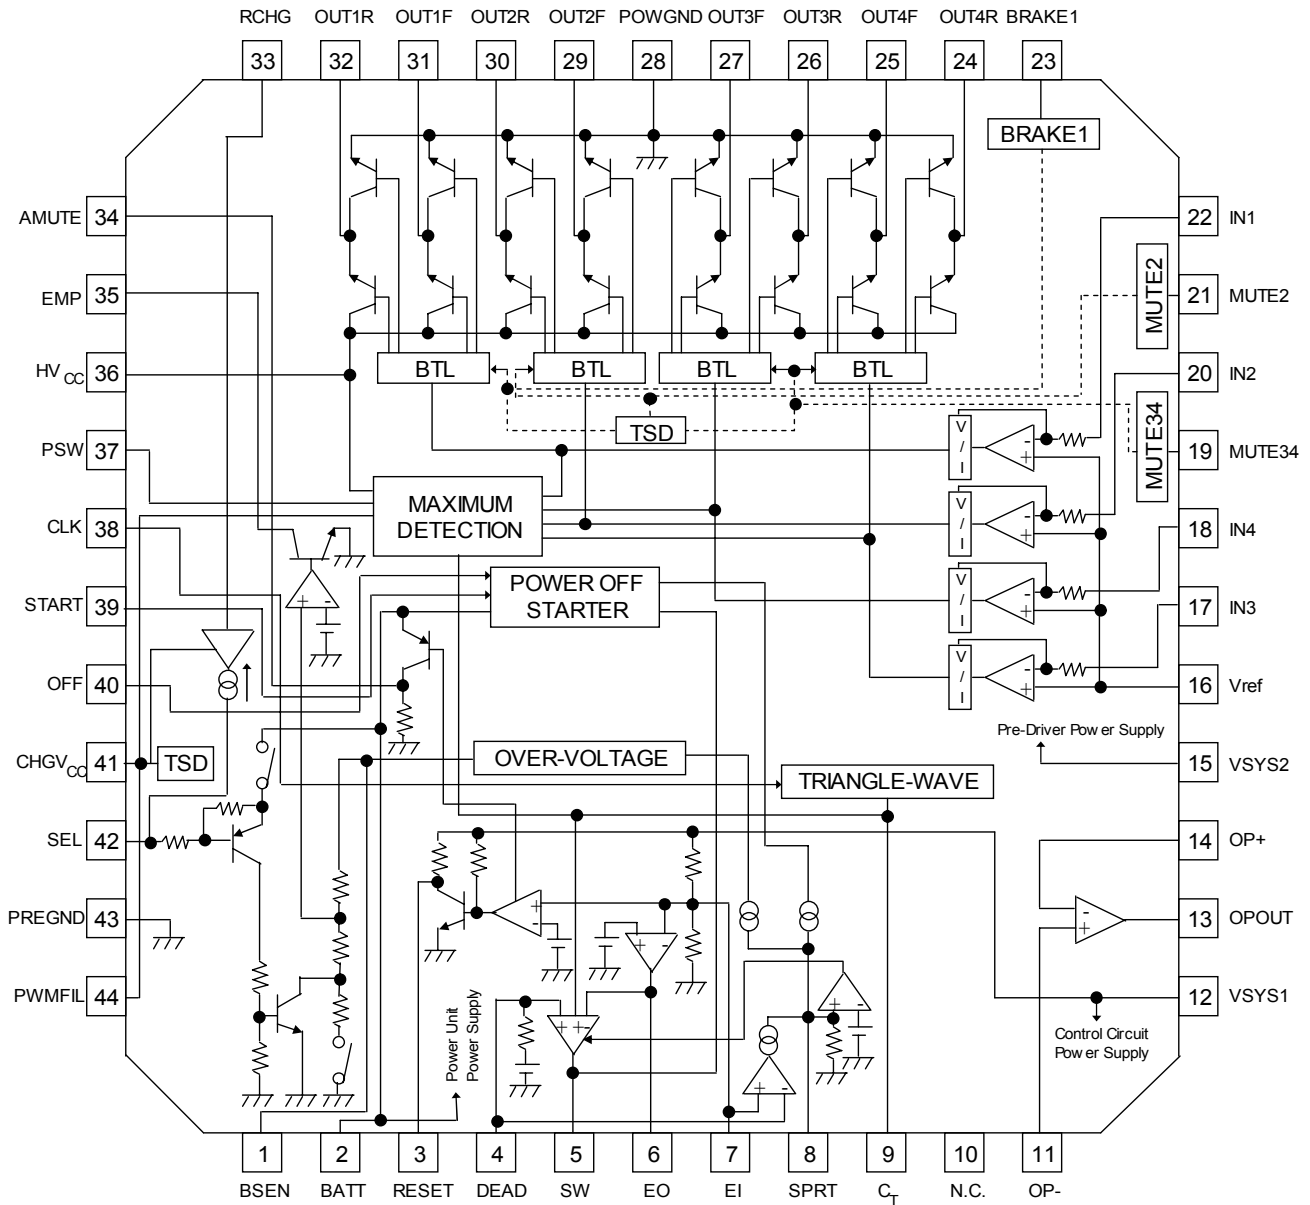 RCHG OUT1R OUT1F OUT2R OUT2F POWGND OUT3F OUT3R OUT4F OUT4R BRAKE1
33 32 31 30 29 28 27 26 25 24 23
BRAKE1
AMUTE 34
22 IN1
EMP 35
MUTE2
21 MUTE2
HV CC 36
BTL BTL BTL BTL
20 IN2
TSD
PSW 37
MUTE34
19 MUTE34
V / I - +
MAXIMUM
DETECTION
CLK 38
V / I - +
18 IN4
POWER OFF
STARTER
START 39
+ -
V / I - +
17 IN3
OFF 40
V / I - +
16 Vref
Pre-Driver Power Supply
CHGVCC 41
TSD
OVER-VOLTAGE
15 VSYS2
TRIANGLE-WAVE
SEL 42
14 OP+
PREGND 43
+ -
+ -
- +
13 OPOUT
PWMFIL 44
+ -
12 VSYS1
Power Unit
Power Supply
+ + -
Control Circuit
Power Supply
+ -
1 2 3 4 5 6 7 8 9 10 11
BSEN BATT RESET DEAD SW EO EI SPRT CT N.C. OP-